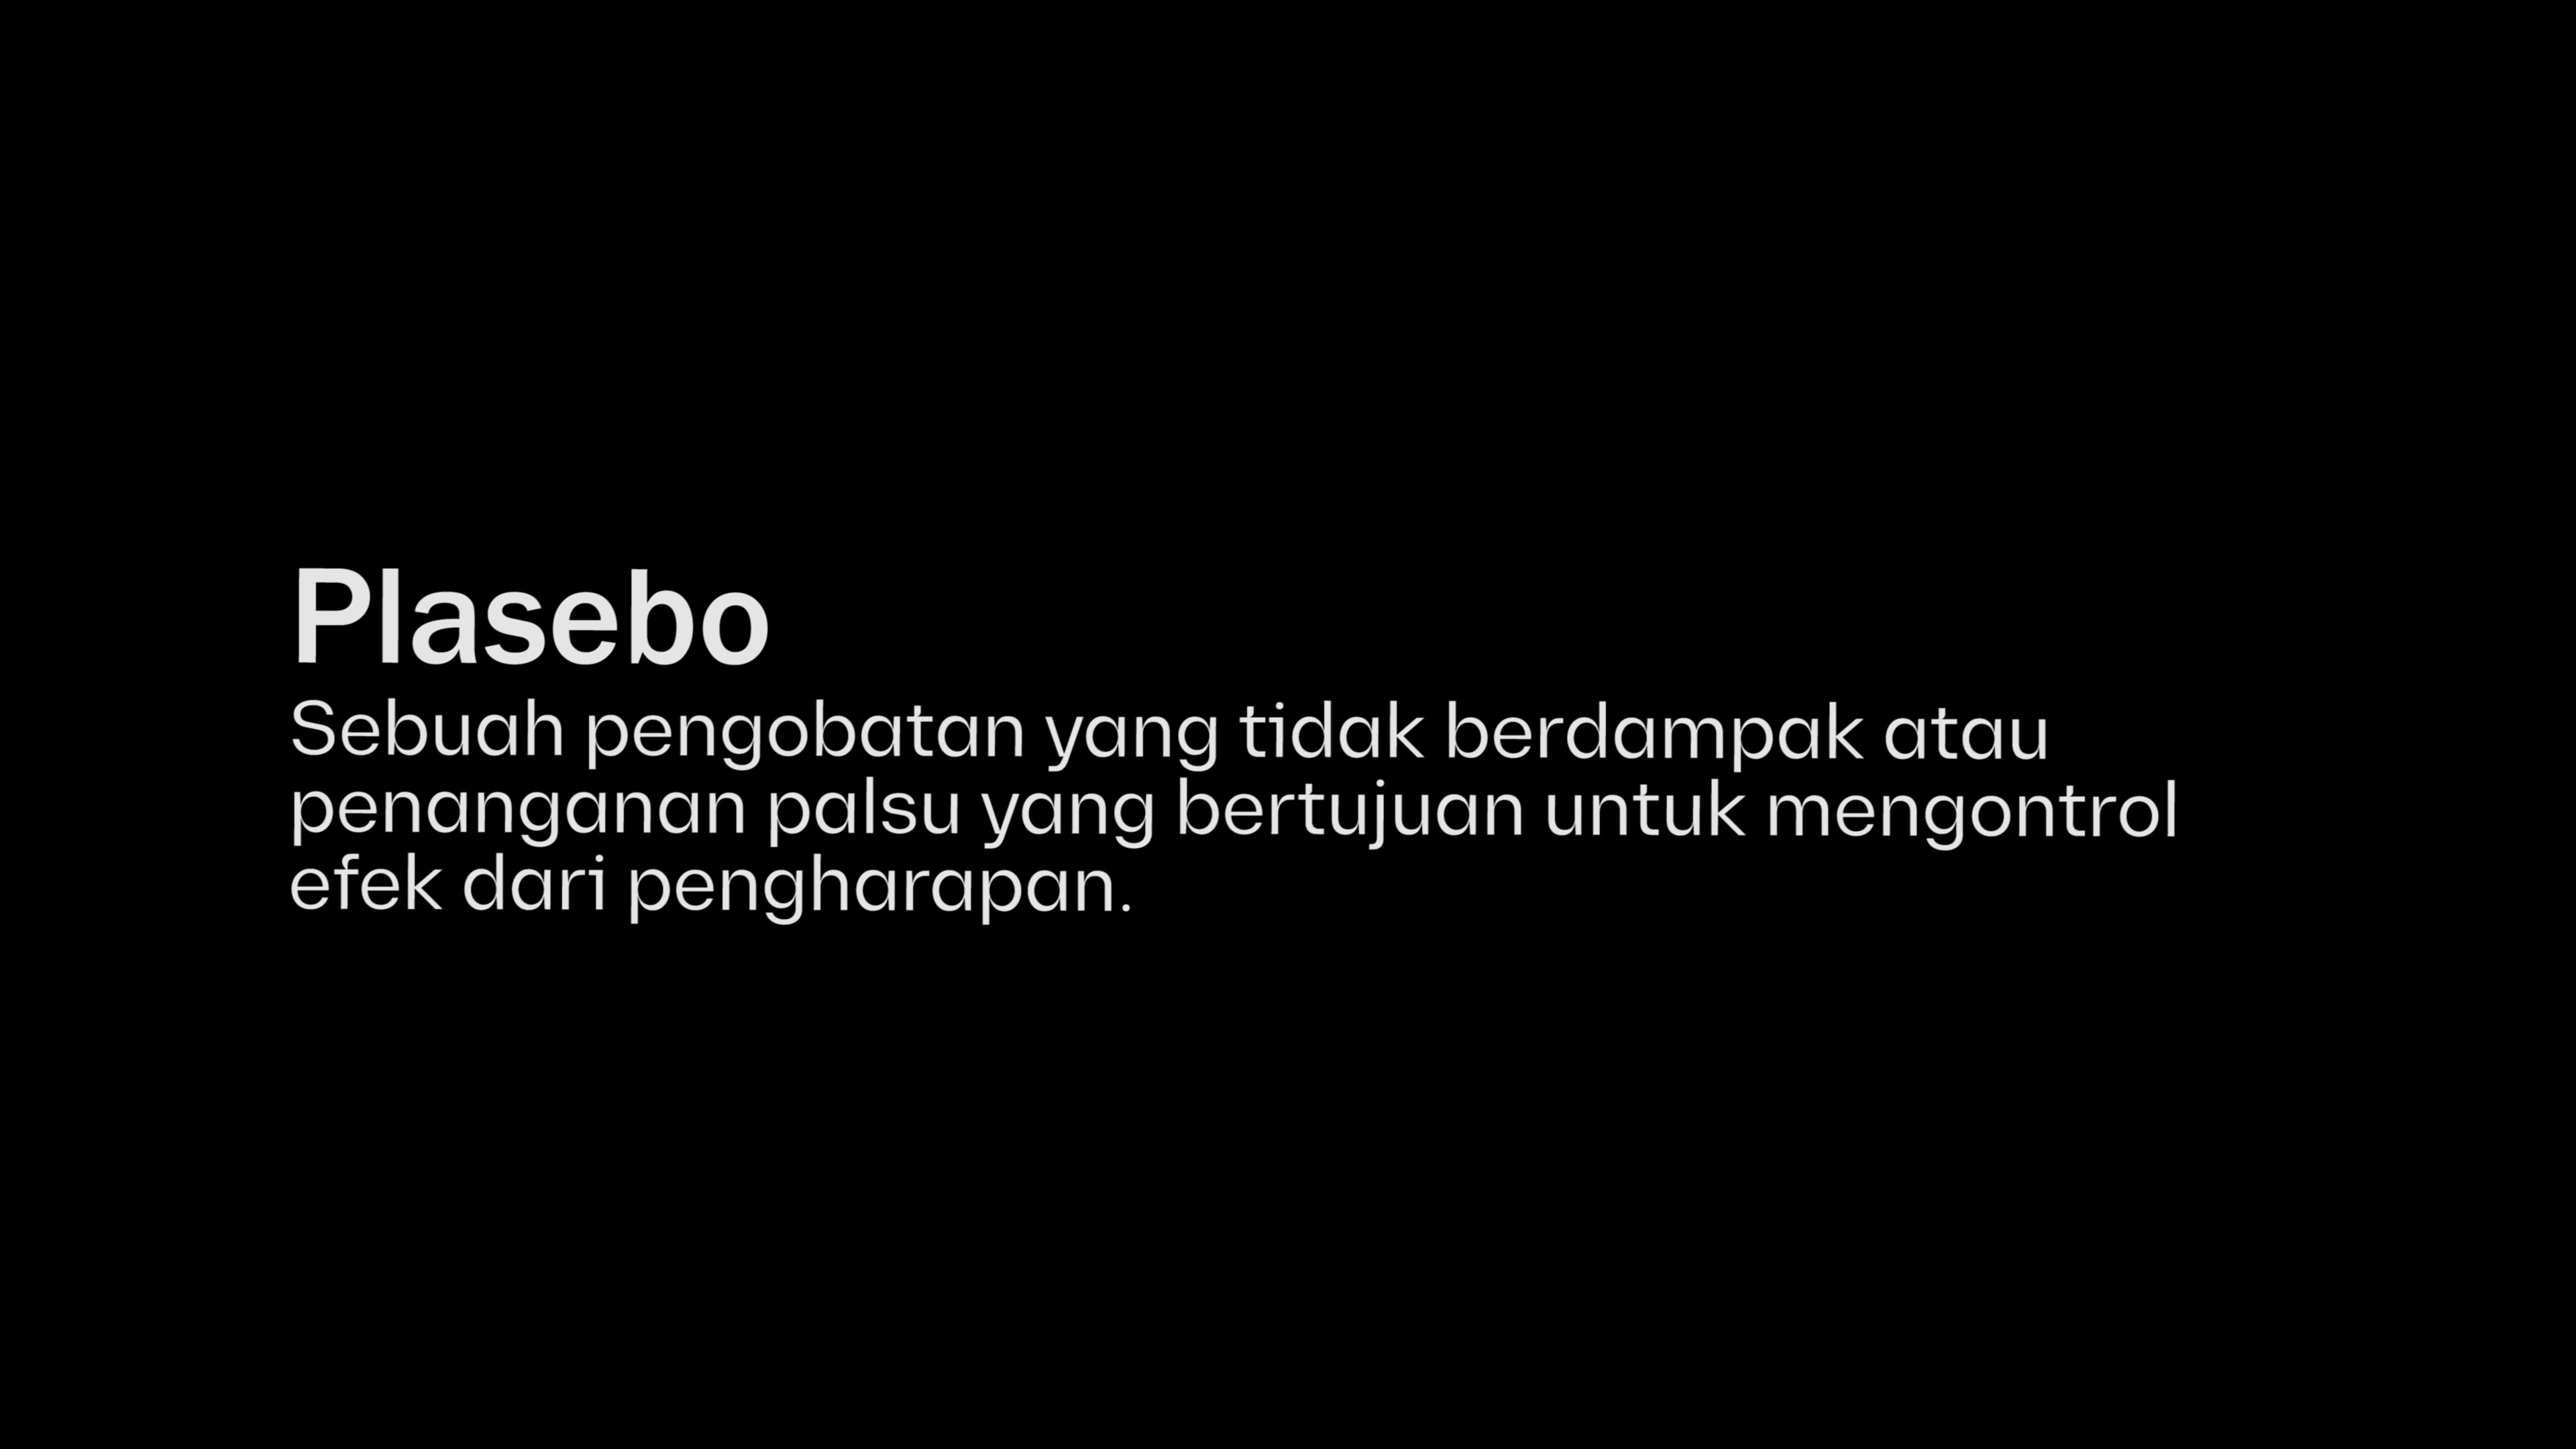 Plasebo
Sebuah pengobatan yang tidak berdampak atau
penanganan palsu yang bertujuan untuk mengontrol
efek dari pengharapan.